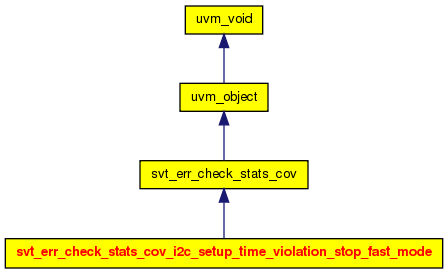 uvm_void
uvm_object
svt_err_check_stats_cov
svt_err_check_stats_cov_i2c_setup_time_violation_stop_fast_mode